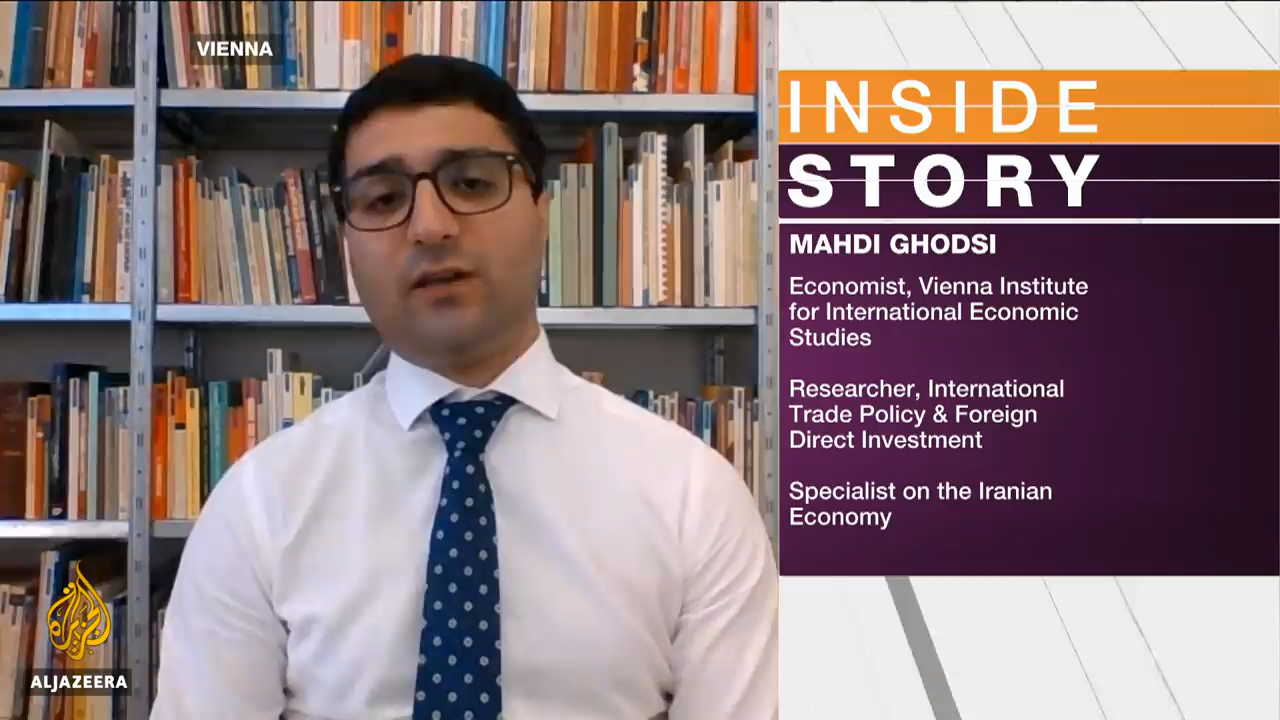 VIENNA
INSIDE
STORY
MAHDI GHODSI
Economist, Vienna Institute
for International Economic
Studies
Researcher, International
Trade Policy & Foreign
Direct Investment
Specialist on the Iranian
Economy
ALJAZEERA